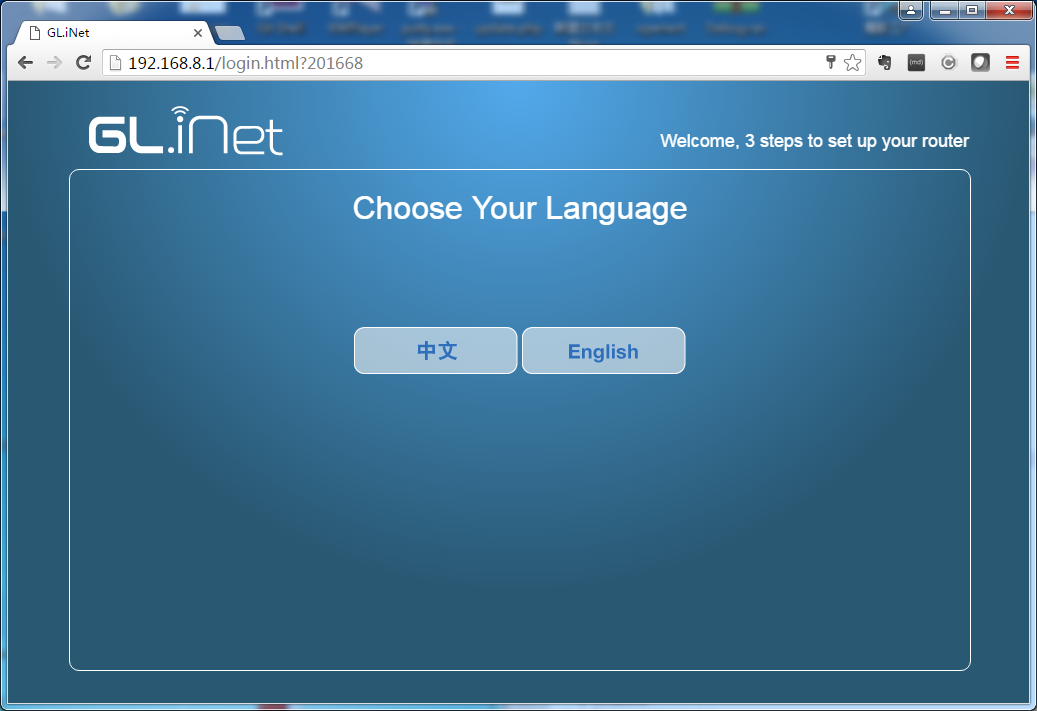 GL.iNet
192.168.8.1/login.html?201668
GL.iNet
Welcome, 3 steps to set up your router
Choose Your Language
中文
English